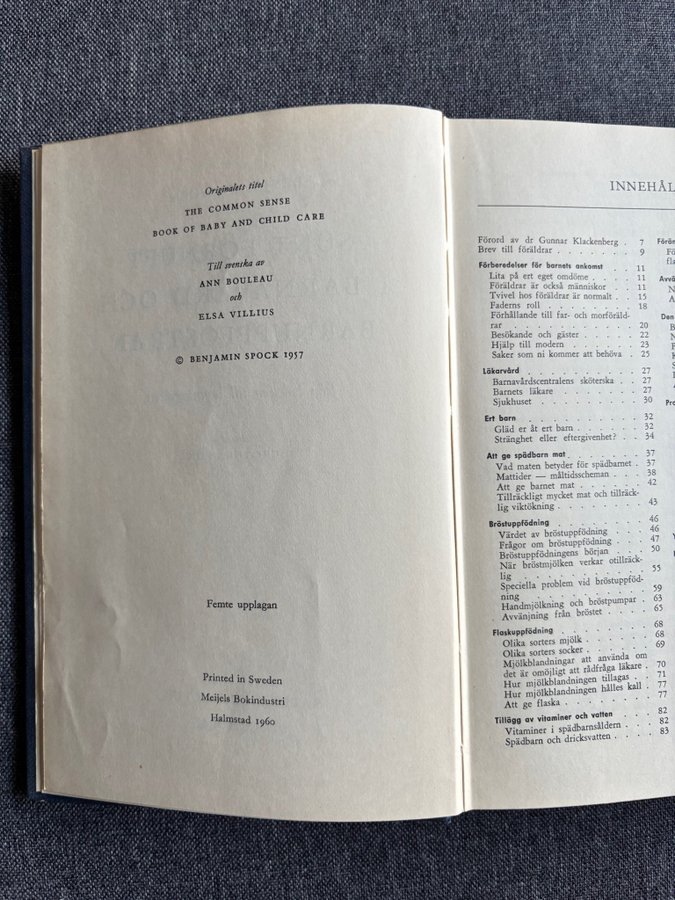 Originalets titel
THE COMMON SENSE
BOOK OF BABY AND CHILD CARE
Till svenska av
ANN BOULEAU
och
ELSA VILLIUS
© BENJAMIN SPOCK 1957
Femte upplagan
Printed in Sweden
Meijels Bokindustri
Halmstad 1960
INNEHÅL
Förord av dr Gunnar Klackenberg . 7
Brev till föräldrar . . . . . . 9
Förberedelser för barnets ankomst . . 11
Lita på ert eget omdöme . . . . 11
Föräldrar är också människor . . 11
Tvivel hos föräldrar är normalt . . 15
Faderns roll . . . . . . . 18
Förhållande till far- och morföräld-
rar . . . . . . . . . 20
Besökande och gäster . . . . . 22
Hjälp till modern . . . . . . 23
Saker som ni kommer att behöva . 25
Läkarvård . . . . . . . . 27
Barnavårdscentralens sköterska . . 27
Barnets läkare . . . . . . . 27
Sjukhuset . . . . . . . . 30
Ert barn . . . . . . . . . 32
Gläd er åt ert barn . . . . . . 32
Stränghet eller eftergivenhet? . . 34
Att ge spädbarn mat . . . . . . 37
Vad maten betyder för spädbarnet . 37
Mattider — måltidsscheman . . . 38
Att ge barnet mat . . . . . . 42
Tillräckligt mycket mat och tillräck-
lig viktökning . . . . . . . 43
Bröstuppfödning . . . . . . . 46
Värdet av bröstuppfödning . . . 46
Frågor om bröstuppfödning . . . 47
Bröstuppfödningens början . . . 50
När bröstmjölken verkar otillräck-
lig . . . . . . . . . 55
Speciella problem vid bröstuppföd-
ning . . . . . . . . . 59
Handmjölkning och bröstpumpar . 63
Avvänjning från bröstet . . . . 65
Flaskuppfödning . . . . . . . 68
Olika sorters mjölk . . . . . . 68
Olika sorters socker . . . . . . 69
Mjölkblandningar att använda om
det är omöjligt att rådfråga läkare . 70
Hur mjölkblandningen tillagas . . 71
Hur mjölkblandningen hålles kall . 77
Att ge flaska . . . . . . . 77
Tillägg av vitaminer och vatten . . . 82
Vitaminer i spädbarnsåldern . . . 82
Spädbarn och dricksvatten . . . . 83